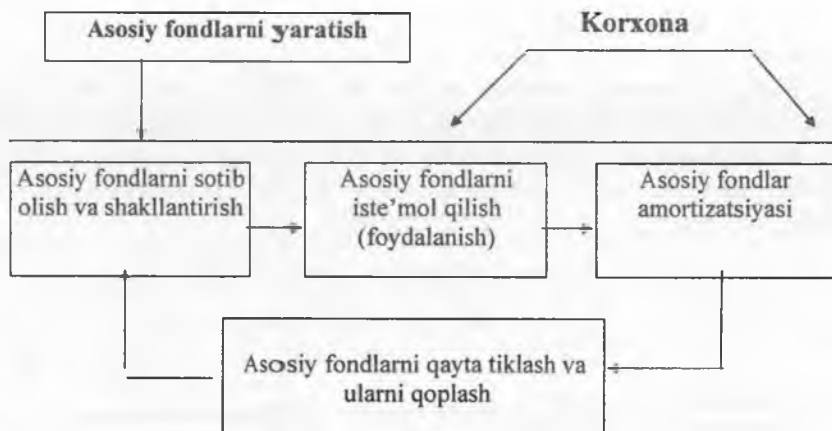 Asosiy fondlarni yaratish
Korxona
Asosiy fondlarni sotib
olish va shakllantirish
Asosiy fondlarni
iste’mol qilish
(foydalanish)
Asosiy fondlar
amortizatsiyasi
Asosiy fondlarni qayta tiklash va
ularni qoplash